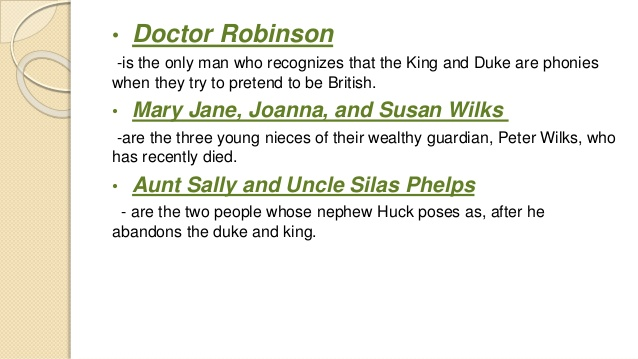 • Doctor Robinson
-is the only man who recognizes that the King and Duke are phonies
when they try to pretend to be British.
• Mary Jane, Joanna, and Susan Wilks
-are the three young nieces of their wealthy guardian, Peter Wilks, who
has recently died.
• Aunt Sally and Uncle Silas Phelps
- are the two people whose nephew Huck poses as, after he
abandons the duke and king.